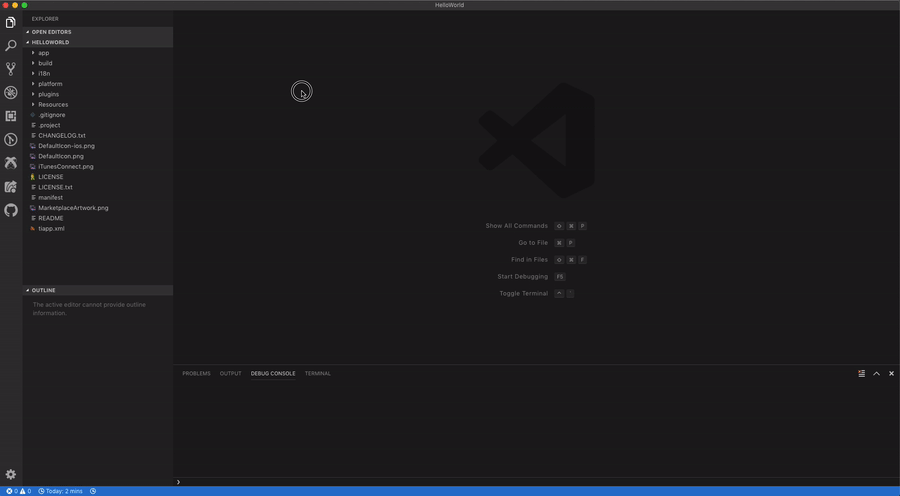 HelloWorld
EXPLORER
OPEN EDITORS
HELLOWORLD
app
build
i18n
platform
plugins
Resources
.gitignore
.project
CHANGELOG.txt
DefaultIcon-ios.png
DefaultIcon.png
iTunesConnect.png
LICENSE
LICENSE.txt
manifest
MarketplaceArtwork.png
README
tiapp.xml
OUTLINE
The active editor cannot provide outline
information.
Show All Commands ⇧ ⌘ P
Go to File ⌘ P
Find in Files ⇧ ⌘ F
Start Debugging F5
Toggle Terminal ^ `
PROBLEMS OUTPUT DEBUG CONSOLE TERMINAL
0 0 Today: 2 mins